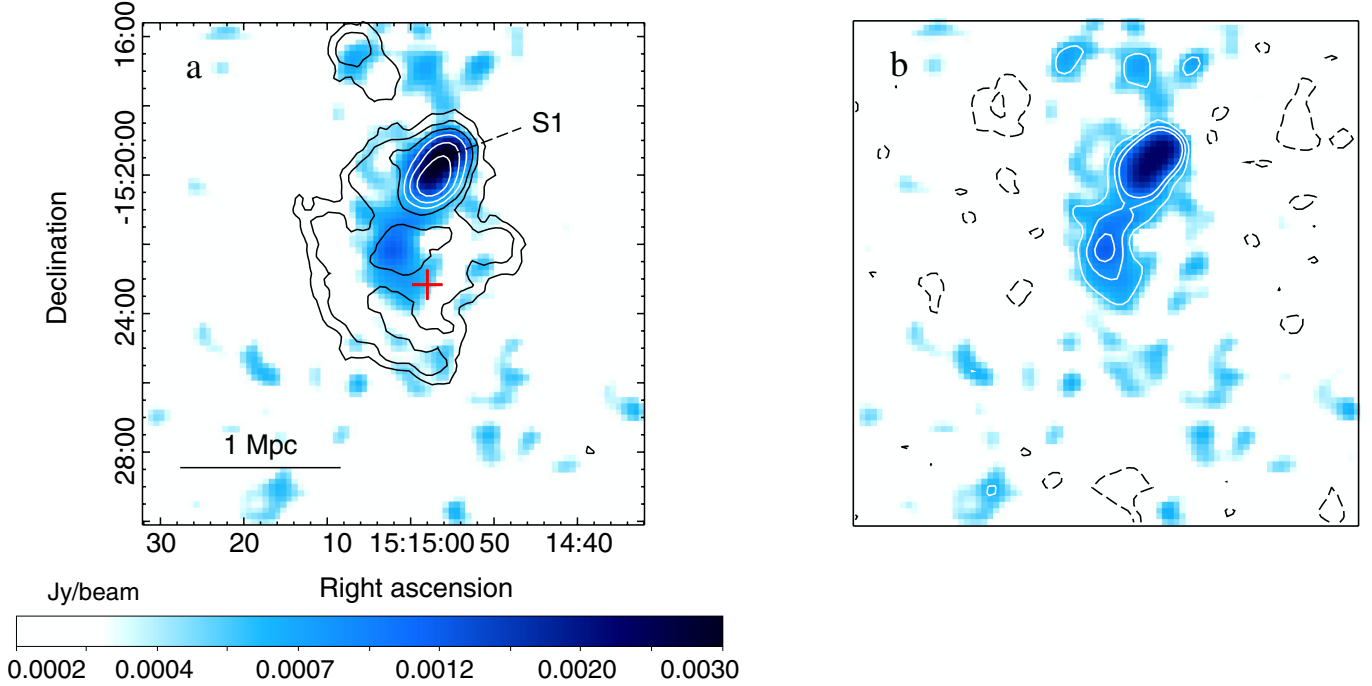 a
b
S1
16:00
-15:20:00
24:00
28:00
Declination
1 Mpc
30 20 10 15:15:00 50 14:40
Right ascension
Jy/beam
0.0002 0.0004 0.0007 0.0012 0.0020 0.0030